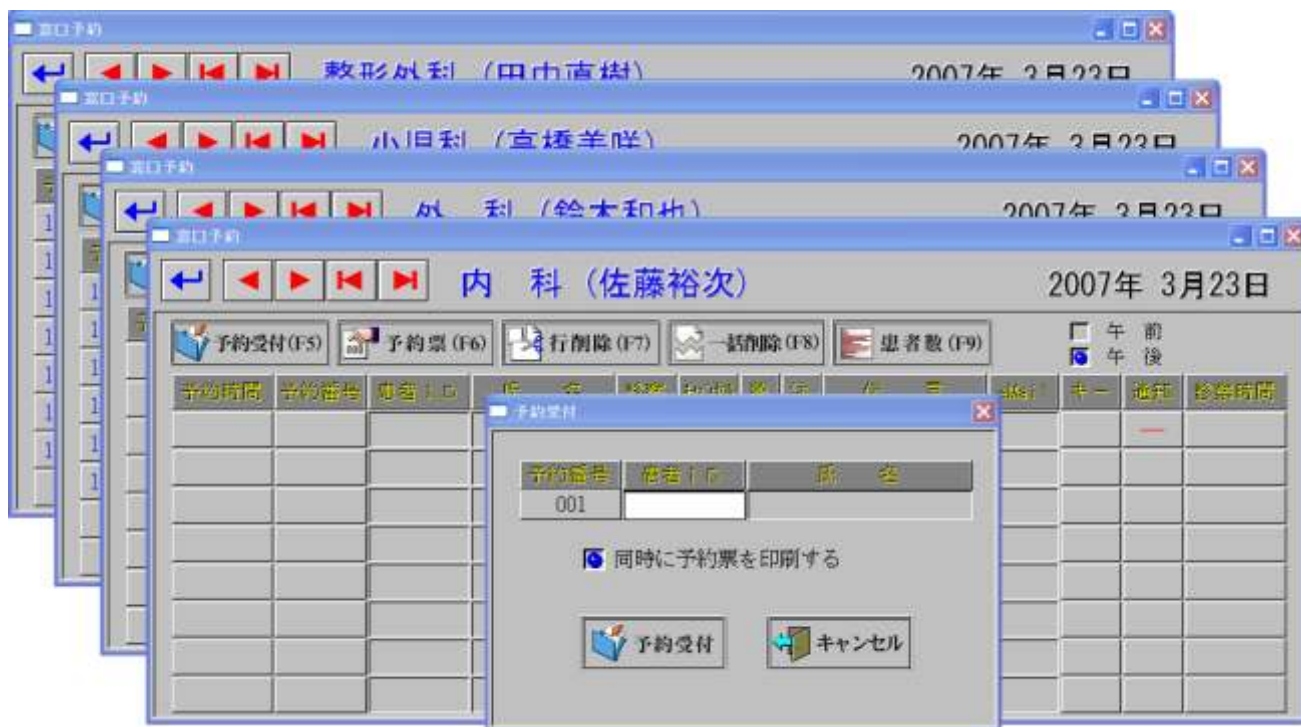 窓口予約
整形外科 (田中直樹) 2007年 3月23日
窓口予約
小児科 (高橋美咲) 2007年 3月23日
窓口予約
外 科 (鈴木和也) 2007年 3月23日
窓口予約
内 科 (佐藤裕次) 2007年 3月23日
予約受付(F5) 予約票(F6) 行削除(F7) 一括削除(F8) 患者数(F9)
午 前
午 後
予約時間 予約番号 患者ID 氏 名 キー 通知 診察時間
予約受付
予約番号 患者ID 氏 名
001
同時に予約票を印刷する
予約受付 キャンセル